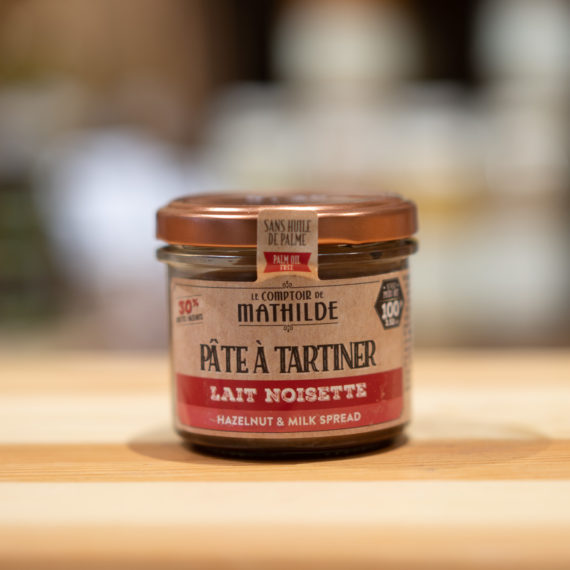 SANS HUILE
DE PALME
PALM OIL
FREE
LE COMPTOIR DE
MATHILDE
30%
100
PÂTE À TARTINER
LAIT NOISETTE
HAZELNUT & MILK SPREAD